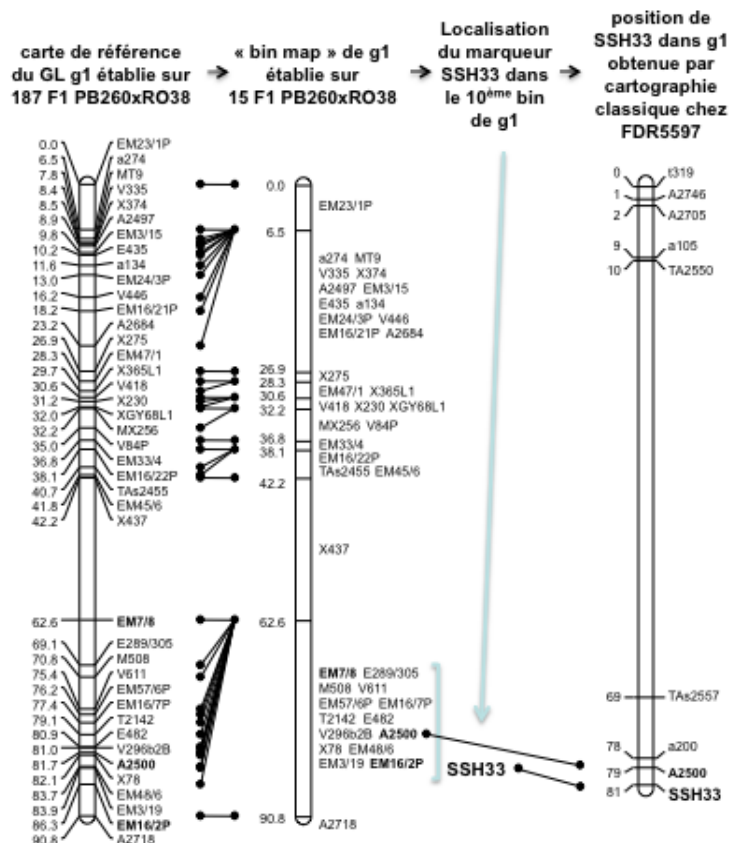 carte de référence
du GL g1 établie sur
187 F1 PB260xRO38
« bin map » de g1
établie sur
15 F1 PB260xRO38
Localisation
du marqueur
SSH33 dans
le 10ème bin
de g1
position de
SSH33 dans g1
obtenue par
cartographie
classique chez
FDR5597
0.0 EM23/1P
6.5 a274
7.8 MT9
8.4 V335
8.5 X374
8.9 A2497
9.8 EM3/15
10.2 E435
11.6 a134
13.0 EM24/3P
16.2 V446
18.2 EM16/21P
23.2 A2684
26.9 X275
28.3 EM47/1
29.7 X365L1
30.6 V418
31.2 X230
32.0 XGY68L1
32.2 MX256
35.0 V84P
36.8 EM33/4
38.1 EM16/22P
40.7 TAs2455
41.8 EM45/6
42.2 X437
62.6 EM7/8
69.1 E289/305
70.8 M508
75.4 V611
76.2 EM57/6P
77.4 EM16/7P
79.1 T2142
80.9 E482
81.0 V296b2B
81.7 A2500
82.1 X78
83.7 EM48/6
83.9 EM3/19
86.3 EM16/2P
90.8 A2718
0.0
EM23/1P
6.5
a274 MT9
V335 X374
A2497 EM3/15
E435 a134
EM24/3P V446
EM16/21P A2684
26.9 X275
28.3 EM47/1 X365L1
30.6 V418 X230 XGY68L1
32.2
MX256 V84P
36.8 EM33/4
38.1 EM16/22P
TAs2455 EM45/6
42.2
X437
62.6
EM7/8 E289/305
M508 V611
EM57/6P EM16/7P
T2142 E482
V296b2B A2500
X78 EM48/6
EM3/19 EM16/2P
90.8 A2718
SSH33
0 t319
1 A2746
2 A2705
9 a105
10 TA2550
69 TAs2557
78 a200
79 A2500
81 SSH33